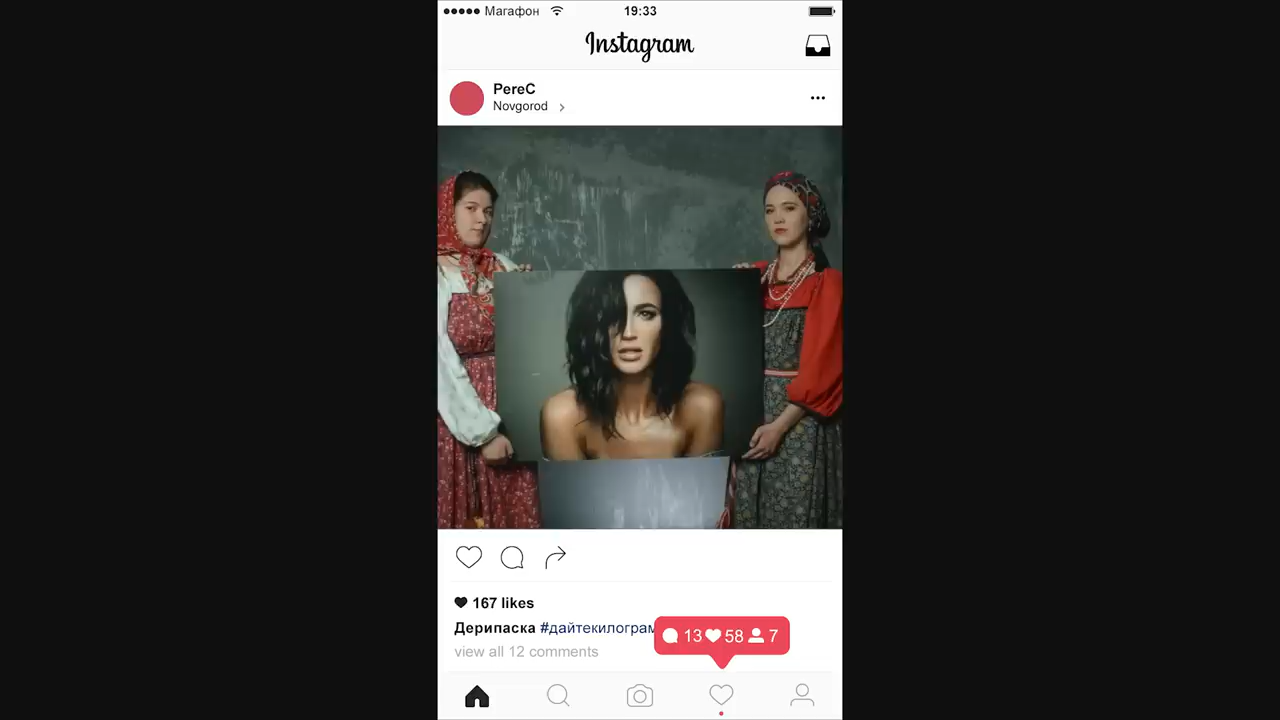 Магафон
19:33
Instagram
PereC
Novgorod
167 likes
Дерипаска #дайтекилограм
view all 12 comments
13 58 7